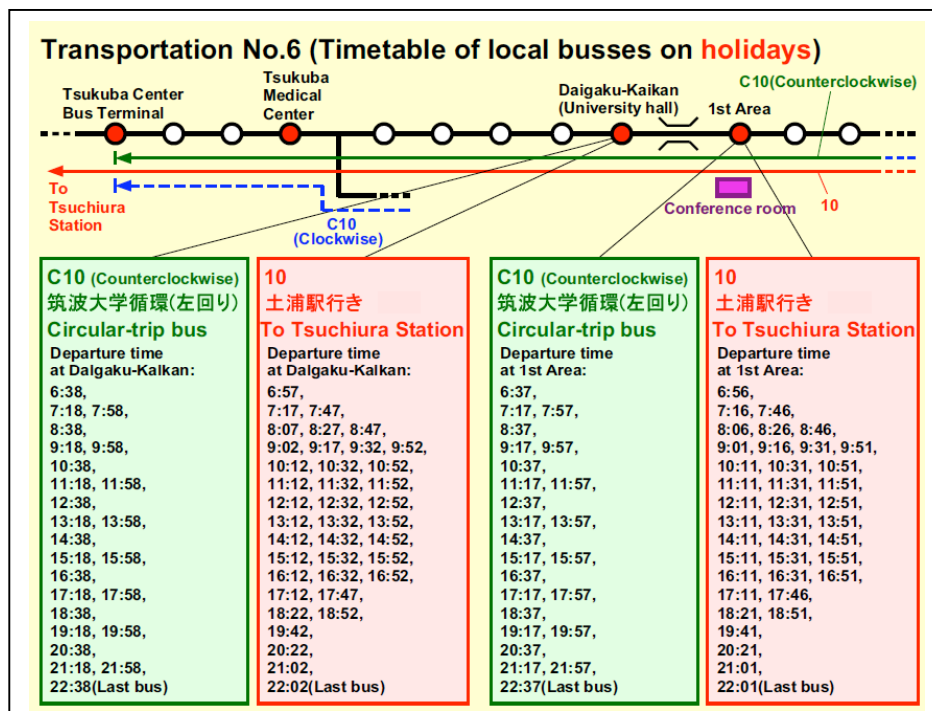 Transportation No.6 (Timetable of local busses on holidays)
C10(Counterclockwise)
Tsukuba Center
Bus Terminal
Tsukuba
Medical
Center
Daigaku-Kaikan
(University hall)
1st Area
To
Tsuchiura
Station
C10
(Clockwise)
Conference room
10
C10 (Counterclockwise)
筑波大学循環(左回り)
Circular-trip bus
Departure time
at Daigaku-Kaikan:
6:38,
7:18, 7:58,
8:38,
9:18, 9:58,
10:38,
11:18, 11:58,
12:38,
13:18, 13:58,
14:38,
15:18, 15:58,
16:38,
17:18, 17:58,
18:38,
19:18, 19:58,
20:38,
21:18, 21:58,
22:38(Last bus)
10
土浦駅行き
To Tsuchiura Station
Departure time
at Daigaku-Kaikan:
6:57,
7:17, 7:47,
8:07, 8:27, 8:47,
9:02, 9:17, 9:32, 9:52,
10:12, 10:32, 10:52,
11:12, 11:32, 11:52,
12:12, 12:32, 12:52,
13:12, 13:32, 13:52,
14:12, 14:32, 14:52,
15:12, 15:32, 15:52,
16:12, 16:32, 16:52,
17:12, 17:47,
18:22, 18:52,
19:42,
20:22,
21:02,
22:02(Last bus)
C10 (Counterclockwise)
筑波大学循環(左回り)
Circular-trip bus
Departure time
at 1st Area:
6:37,
7:17, 7:57,
8:37,
9:17, 9:57,
10:37,
11:17, 11:57,
12:37,
13:17, 13:57,
14:37,
15:17, 15:57,
16:37,
17:17, 17:57,
18:37,
19:17, 19:57,
20:37,
21:17, 21:57,
22:37(Last bus)
10
土浦駅行き
To Tsuchiura Station
Departure time
at 1st Area:
6:56,
7:16, 7:46,
8:06, 8:26, 8:46,
9:01, 9:16, 9:31, 9:51,
10:11, 10:31, 10:51,
11:11, 11:31, 11:51,
12:11, 12:31, 12:51,
13:11, 13:31, 13:51,
14:11, 14:31, 14:51,
15:11, 15:31, 15:51,
16:11, 16:31, 16:51,
17:11, 17:46,
18:21, 18:51,
19:41,
20:21,
21:01,
22:01(Last bus)